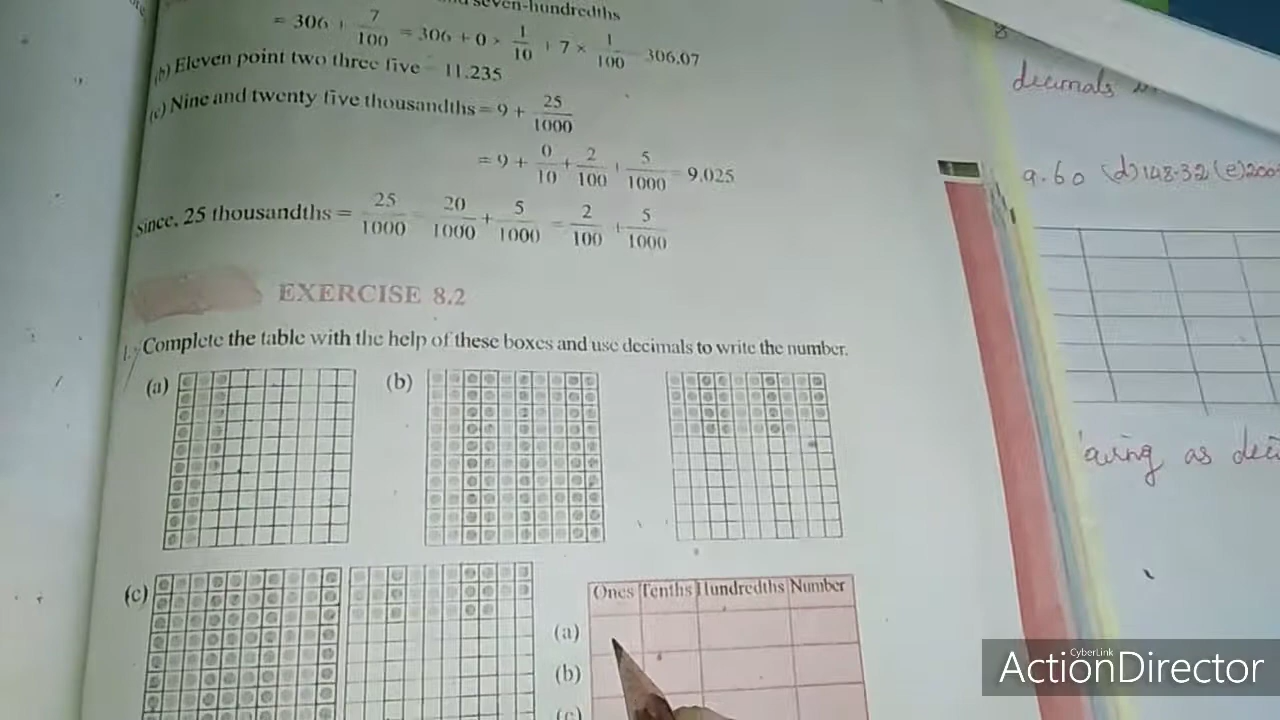 seven-hundredths
= 306 + 7/100 = 306 + 0 × 1/10 + 7 × 1/100 = 306.07
(b) Eleven point two three five = 11.235
(c) Nine and twenty five thousandths = 9 + 25/1000
= 9 + 0/10 + 2/100 + 5/1000 = 9.025
Since, 25 thousandths = 25/1000 = 20/1000 + 5/1000 = 2/100 + 5/1000
EXERCISE 8.2
1. Complete the table with the help of these boxes and use decimals to write the number.
(a) (b)
(c)
Ones Tenths Hundredths Number
(a)
(b)
(c)
8
decimals
9.60 (d) 148.32 (e) 200
as
CyberLink
ActionDirector